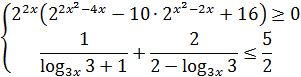 {2^{2x}(2^{2x^2−4x} − 10 · 2^{x^2−2x} + 16) ≥ 0
1/(log_{3x} 3 + 1) + 2/(2 − log_{3x} 3) ≤ 5/2